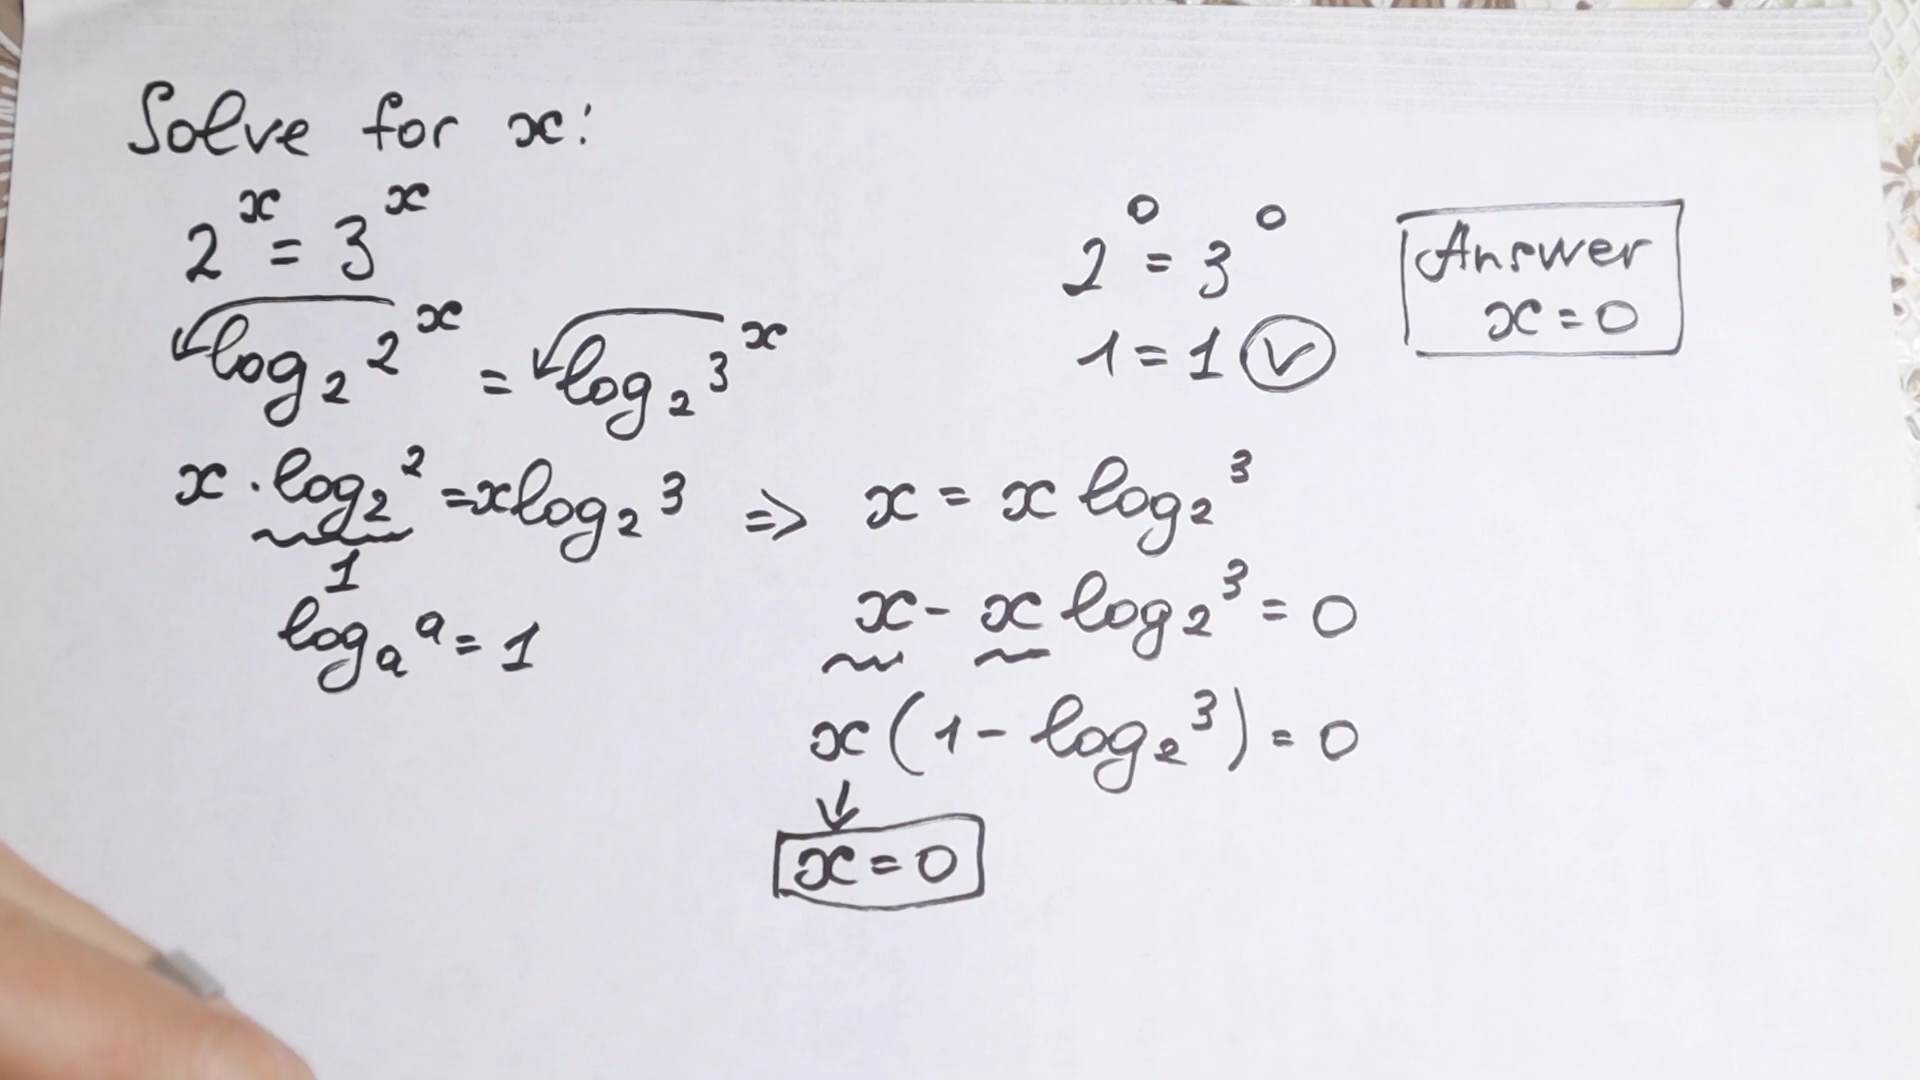 Solve for x:
2^x = 3^x
log₂ 2^x = log₂ 3^x
x · log₂ 2 = x log₂ 3 => x = x log₂ 3
1
logₐ a = 1
x - x log₂ 3 = 0
x (1 - log₂ 3) = 0
x = 0
2^0 = 3^0
1 = 1 ✓
Answer
x = 0